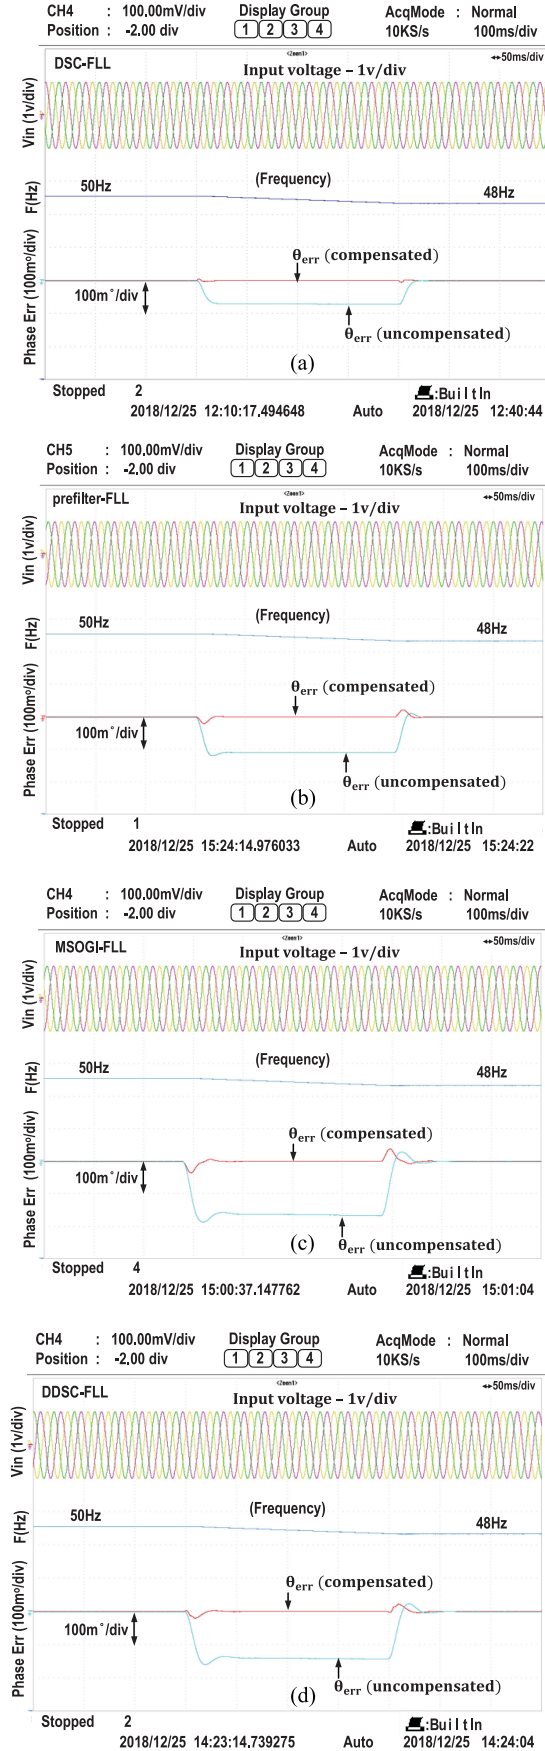 CH4 : 100.00mV/div Display Group AcqMode : Normal
Position : -2.00 div 1 2 3 4 10KS/s 100ms/div
<Zoom1>
DSC-FLL Input voltage – 1v/div ↔50ms/div
Vin (1v/div)
50Hz (Frequency) 48Hz
F(Hz)
θerr (compensated)
100m°/div
θerr (uncompensated)
Phase Err (100m°/div)
(a)
Stopped 2 :BuiltIn
2018/12/25 12:10:17.494648 Auto 2018/12/25 12:40:44
CH5 : 100.00mV/div Display Group AcqMode : Normal
Position : -2.00 div 1 2 3 4 10KS/s 100ms/div
<Zoom1>
prefilter-FLL Input voltage – 1v/div ↔50ms/div
Vin (1v/div)
50Hz (Frequency) 48Hz
F(Hz)
θerr (compensated)
100m°/div
θerr (uncompensated)
Phase Err (100m°/div)
(b)
Stopped 1 :BuiltIn
2018/12/25 15:24:14.976033 Auto 2018/12/25 15:24:22
CH4 : 100.00mV/div Display Group AcqMode : Normal
Position : -2.00 div 1 2 3 4 10KS/s 100ms/div
<Zoom1>
MSOGI-FLL Input voltage – 1v/div ↔50ms/div
Vin (1v/div)
50Hz (Frequency) 48Hz
F(Hz)
θerr (compensated)
100m°/div
Phase Err (100m°/div)
(c) θerr (uncompensated)
Stopped 4 :BuiltIn
2018/12/25 15:00:37.147762 Auto 2018/12/25 15:01:04
CH4 : 100.00mV/div Display Group AcqMode : Normal
Position : -2.00 div 1 2 3 4 10KS/s 100ms/div
<Zoom1>
DDSC-FLL Input voltage – 1v/div ↔50ms/div
Vin (1v/div)
50Hz (Frequency) 48Hz
F(Hz)
θerr (compensated)
100m°/div
Phase Err (100m°/div)
(d) θerr (uncompensated)
Stopped 2 :BuiltIn
2018/12/25 14:23:14.739275 Auto 2018/12/25 14:24:04